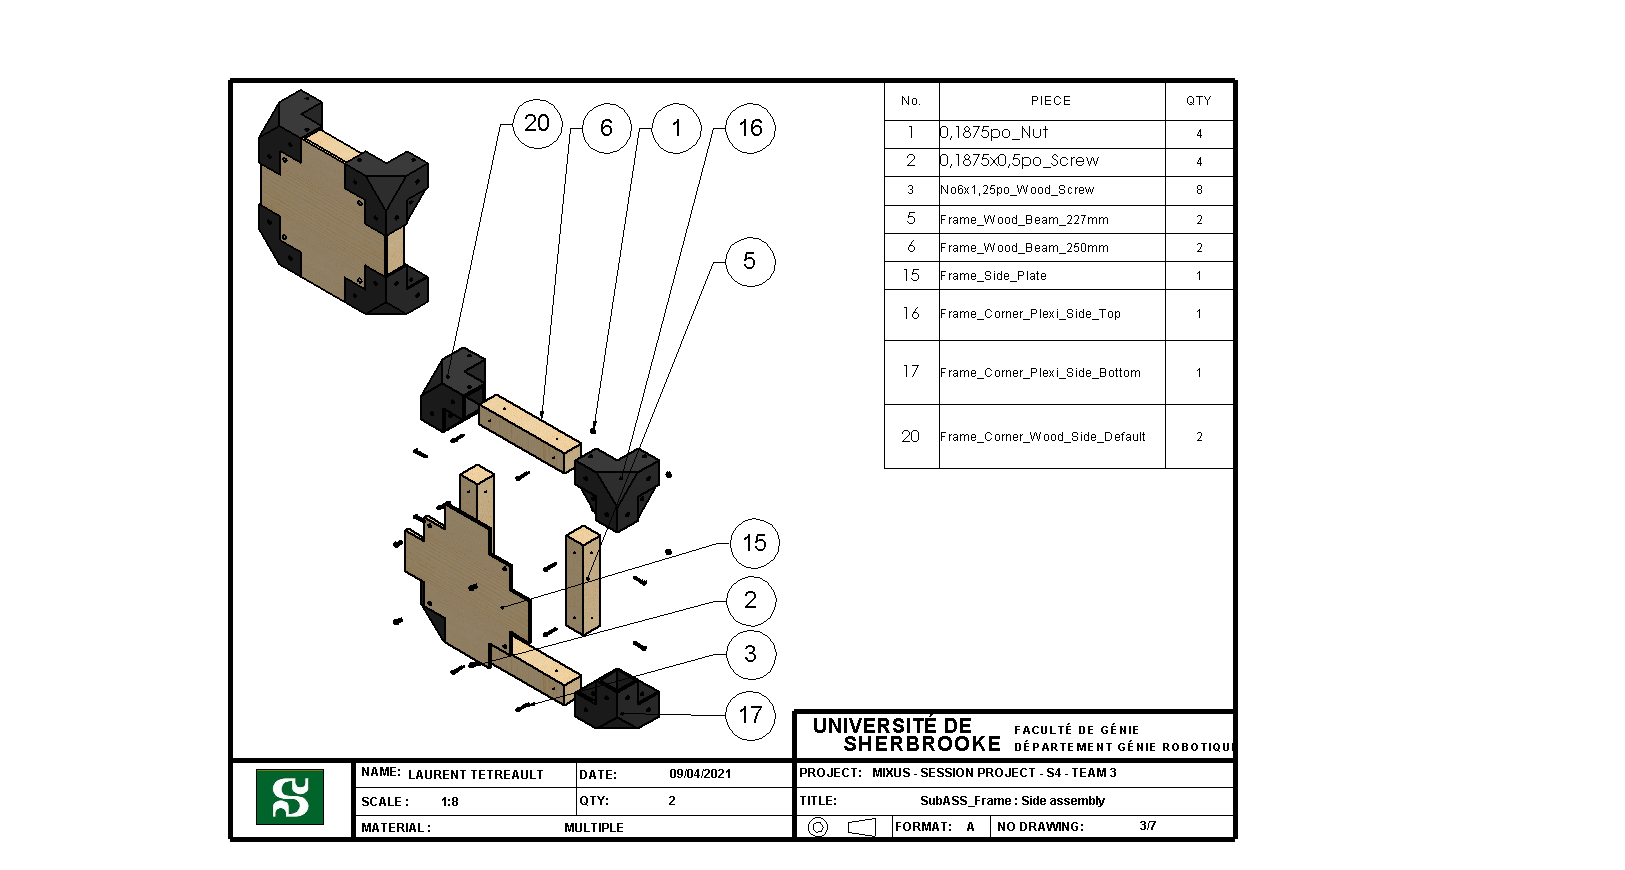 20
6
1
16
5
15
2
3
17
No. PIECE QTY
1 0,1875po_Nut 4
2 0,1875x0,5po_Screw 4
3 No6x1,25po_Wood_Screw 8
5 Frame_Wood_Beam_227mm 2
6 Frame_Wood_Beam_250mm 2
15 Frame_Side_Plate 1
16 Frame_Corner_Plexi_Side_Top 1
17 Frame_Corner_Plexi_Side_Bottom 1
20 Frame_Corner_Wood_Side_Default 2
UNIVERSITÉ DE
SHERBROOKE
FACULTÉ DE GÉNIE
DÉPARTEMENT GÉNIE ROBOTIQU
S
NAME: LAURENT TETREAULT DATE: 09/04/2021
SCALE : 1:8 QTY: 2
MATERIAL : MULTIPLE
PROJECT: MIXUS - SESSION PROJECT - S4 - TEAM 3
TITLE: SubASS_Frame : Side assembly
FORMAT: A NO DRAWING: 3/7